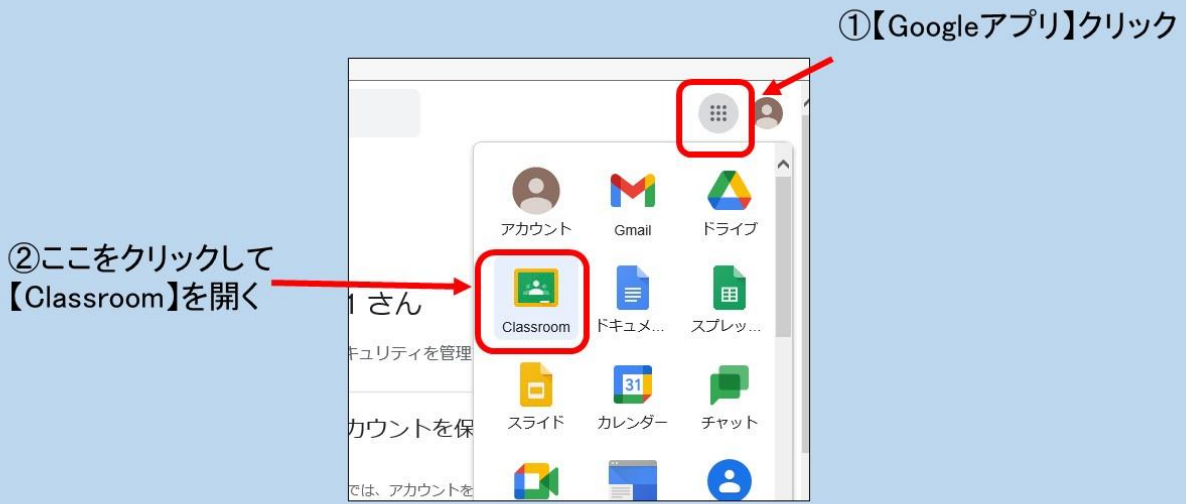 ①【Googleアプリ】クリック
アカウント
Gmail
ドライブ
②ここをクリックして
【Classroom】を開く
1 さん
Classroom
ドキュメ...
スプレッ...
キュリティを管理
スライド
31
カレンダー
チャット
カウントを保
では、アカウントを